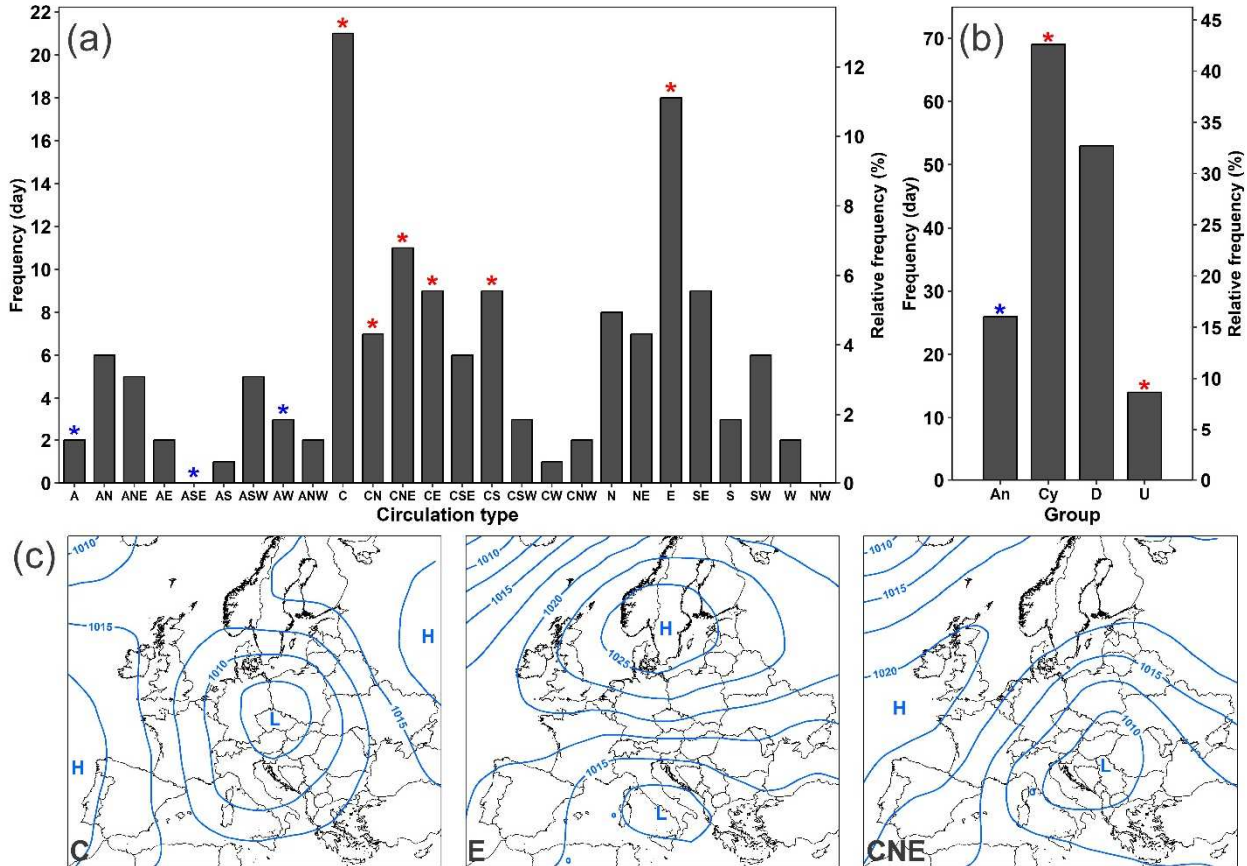 (a)
Frequency (day)
22
20
18
16
14
12
10
8
6
4
2
0
* * * * * * * * * *
A AN ANE AE ASE AS ASW AW ANW C CN CNE CE CSE CS CSW CW CNW N NE E SE S SW W NW
Circulation type
12
10
8
6
4
2
0
Relative frequency (%)
(b)
Frequency (day)
70
60
50
40
30
20
10
0
* * *
An Cy D U
Group
45
40
35
30
25
20
15
10
5
0
Relative frequency (%)
(c)
1010
1015
H
1010
1015
L
H
C
1010
1015
1020
H
1025
1015
L
E
1010
1015
1020
1015
H
1010
L
CNE